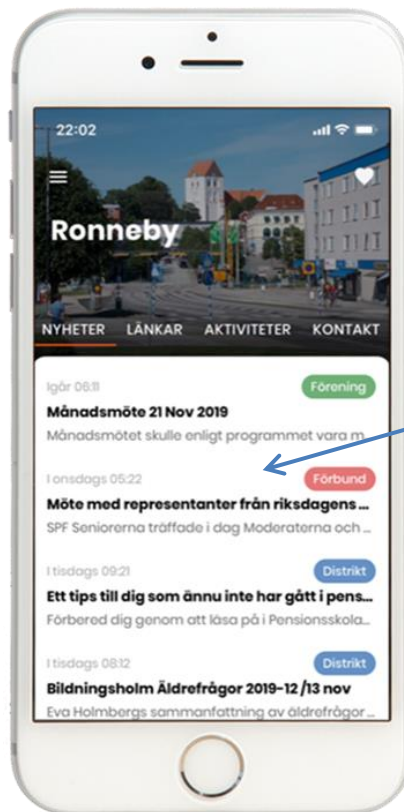 22:02
Ronneby
NYHETER LÄNKAR AKTIVITETER KONTAKT
Igår 06:11 Förening
Månadsmöte 21 Nov 2019
Månadsmötet skulle enligt programmet vara m...
I onsdags 05:22 Förbund
Möte med representanter från riksdagens ...
SPF Seniorerna träffade i dag Moderaterna och ...
I tisdags 09:21 Distrikt
Ett tips till dig som ännu inte har gått i pens...
Förbered dig genom att läsa på i Pensionsskola...
I tisdags 08:12 Distrikt
Bildningsholm Äldrefrågor 2019-12 /13 nov
Eva Holmbergs sammanfattning av äldrefrågor ...